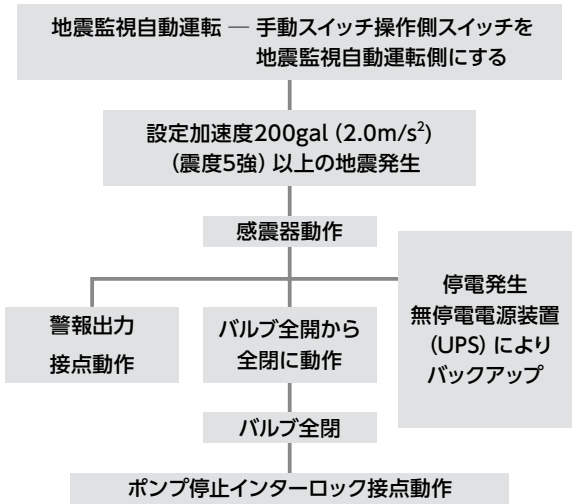 地震監視自動運転 ― 手動スイッチ操作側スイッチを
地震監視自動運転側にする
設定加速度200gal (2.0m/s²)
(震度5強) 以上の地震発生
感震器動作
警報出力
接点動作
バルブ全開から
全閉に動作
停電発生
無停電電源装置
(UPS) により
バックアップ
バルブ全閉
ポンプ停止インターロック接点動作